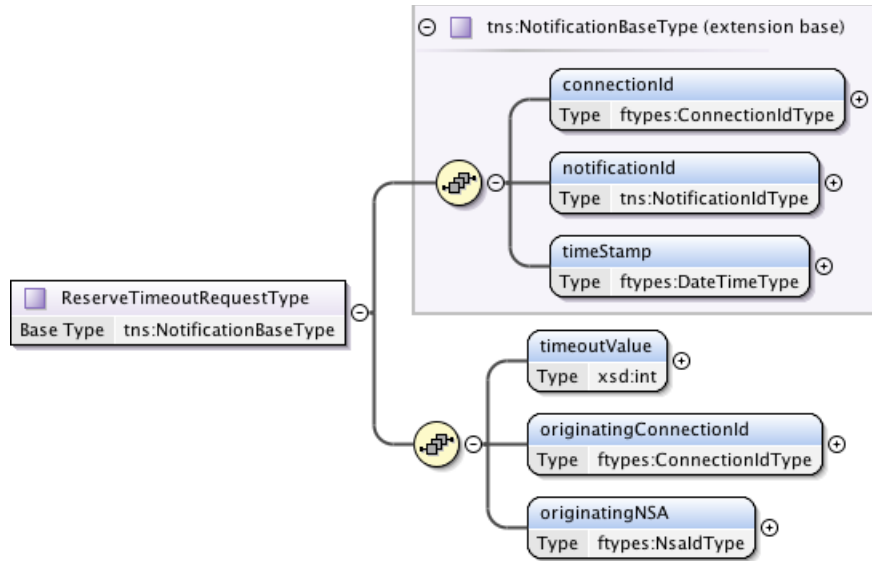 tns:NotificationBaseType (extension base)
connectionId
Type ftypes:ConnectionIdType
notificationId
Type tns:NotificationIdType
timeStamp
Type ftypes:DateTimeType
ReserveTimeoutRequestType
Base Type tns:NotificationBaseType
timeoutValue
Type xsd:int
originatingConnectionId
Type ftypes:ConnectionIdType
originatingNSA
Type ftypes:NsaIdType